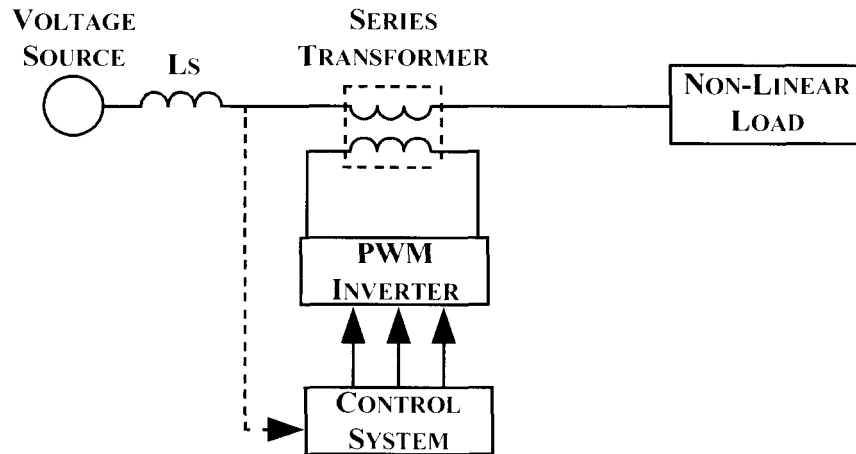 VOLTAGE
SOURCE
LS
SERIES
TRANSFORMER
NON-LINEAR
LOAD
PWM
INVERTER
CONTROL
SYSTEM